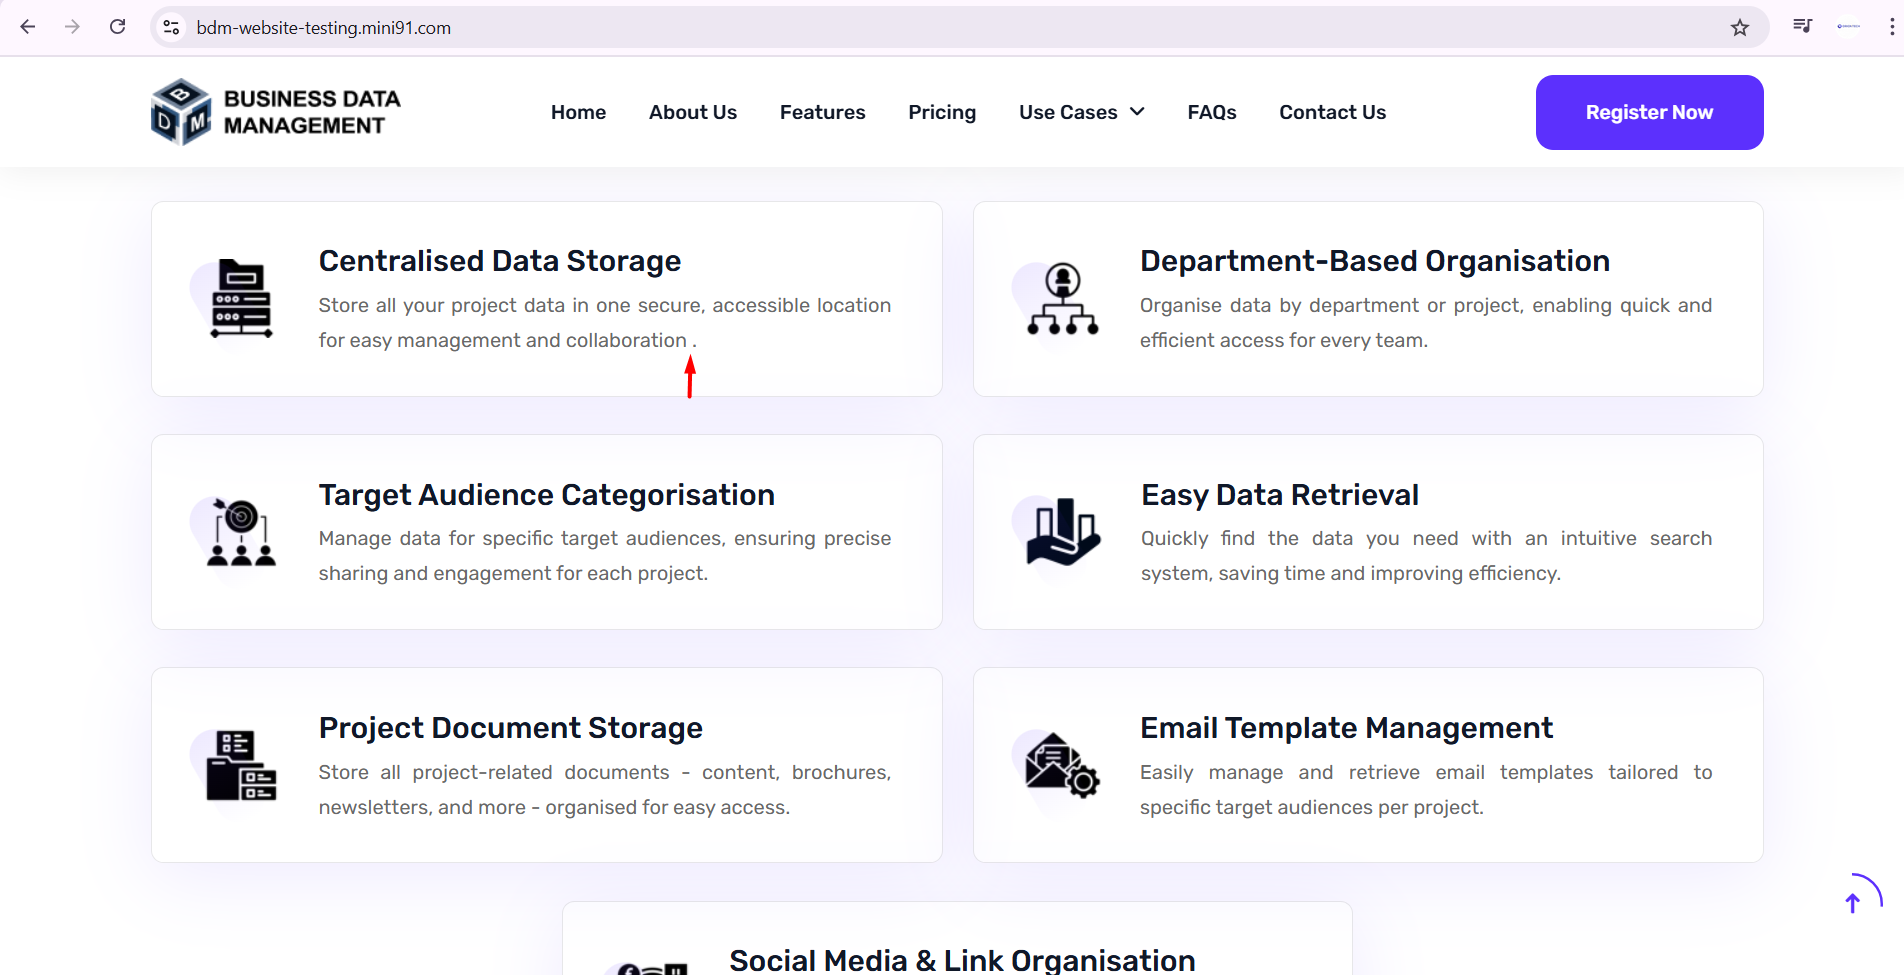 bdm-website-testing.mini91.com
BUSINESS DATA
MANAGEMENT
B
D M
Home About Us Features Pricing Use Cases FAQs Contact Us
Register Now
Centralised Data Storage
Store all your project data in one secure, accessible location
for easy management and collaboration .
Department-Based Organisation
Organise data by department or project, enabling quick and
efficient access for every team.
Target Audience Categorisation
Manage data for specific target audiences, ensuring precise
sharing and engagement for each project.
Easy Data Retrieval
Quickly find the data you need with an intuitive search
system, saving time and improving efficiency.
Project Document Storage
Store all project-related documents - content, brochures,
newsletters, and more - organised for easy access.
Email Template Management
Easily manage and retrieve email templates tailored to
specific target audiences per project.
Social Media & Link Organisation